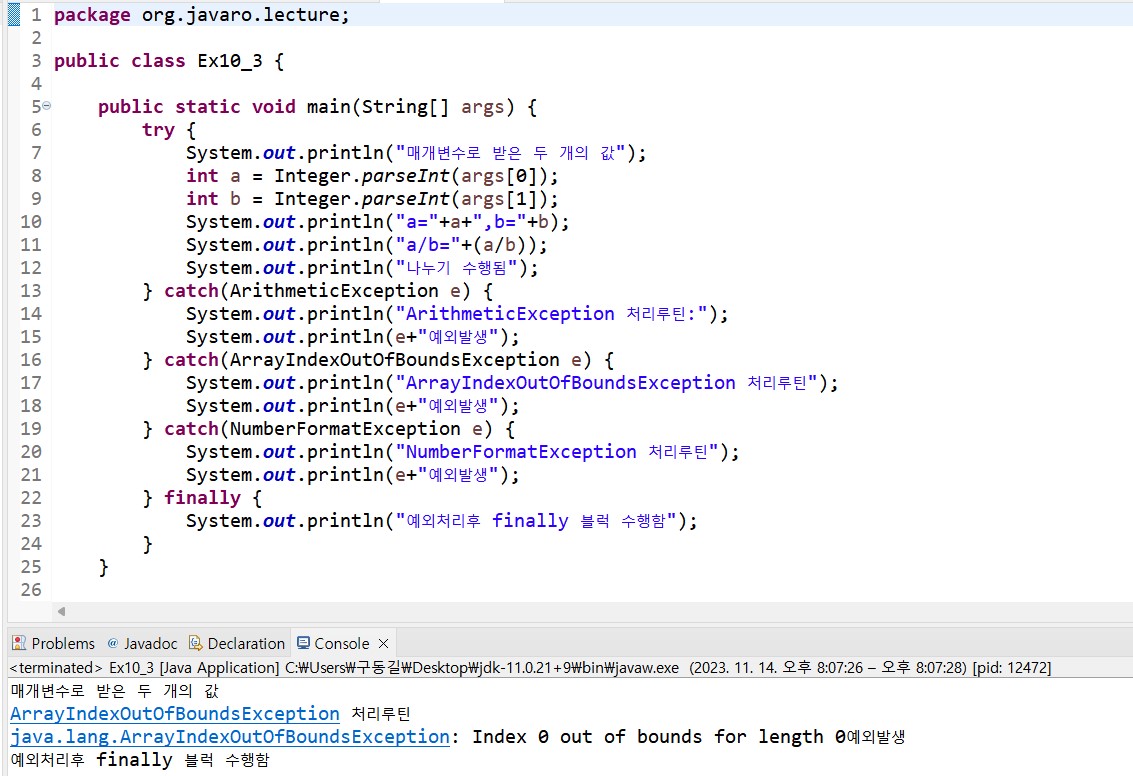 1 package org.javaro.lecture;
2
3 public class Ex10_3 {
4
5 public static void main(String[] args) {
6 try {
7 System.out.println("매개변수로 받은 두 개의 값");
8 int a = Integer.parseInt(args[0]);
9 int b = Integer.parseInt(args[1]);
10 System.out.println("a="+a+",b="+b);
11 System.out.println("a/b="+(a/b));
12 System.out.println("나누기 수행됨");
13 } catch(ArithmeticException e) {
14 System.out.println("ArithmeticException 처리루틴:");
15 System.out.println(e+"예외발생");
16 } catch(ArrayIndexOutOfBoundsException e) {
17 System.out.println("ArrayIndexOutOfBoundsException 처리루틴");
18 System.out.println(e+"예외발생");
19 } catch(NumberFormatException e) {
20 System.out.println("NumberFormatException 처리루틴");
21 System.out.println(e+"예외발생");
22 } finally {
23 System.out.println("예외처리후 finally 블럭 수행함");
24 }
25 }
26
Problems @ Javadoc Declaration Console
<terminated> Ex10_3 [Java Application] C:₩Users₩구동길₩Desktop₩jdk-11.0.21+9₩bin₩javaw.exe (2023. 11. 14. 오후 8:07:26 – 오후 8:07:28) [pid: 12472]
매개변수로 받은 두 개의 값
ArrayIndexOutOfBoundsException 처리루틴
java.lang.ArrayIndexOutOfBoundsException: Index 0 out of bounds for length 0예외발생
예외처리후 finally 블럭 수행함